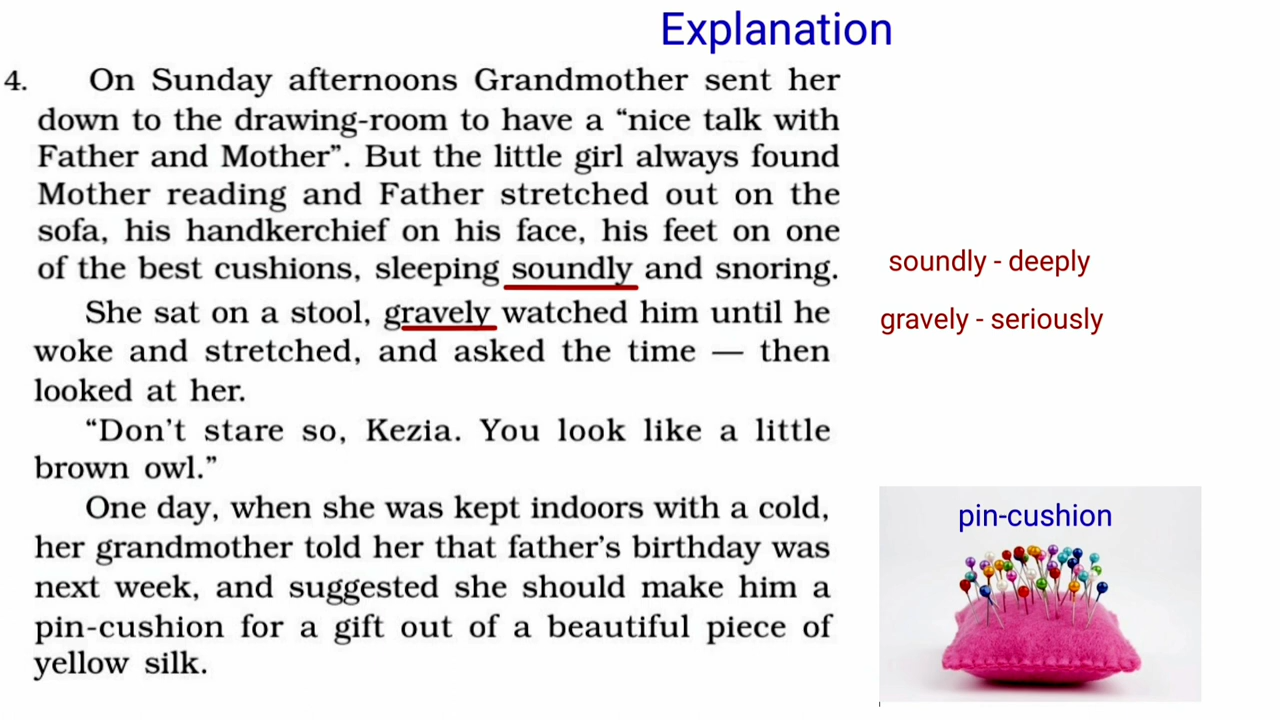 Explanation
4. On Sunday afternoons Grandmother sent her
down to the drawing-room to have a “nice talk with
Father and Mother”. But the little girl always found
Mother reading and Father stretched out on the
sofa, his handkerchief on his face, his feet on one
of the best cushions, sleeping soundly and snoring.
She sat on a stool, gravely watched him until he
woke and stretched, and asked the time — then
looked at her.
“Don’t stare so, Kezia. You look like a little
brown owl.”
One day, when she was kept indoors with a cold,
her grandmother told her that father’s birthday was
next week, and suggested she should make him a
pin-cushion for a gift out of a beautiful piece of
yellow silk.
soundly - deeply
gravely - seriously
pin-cushion